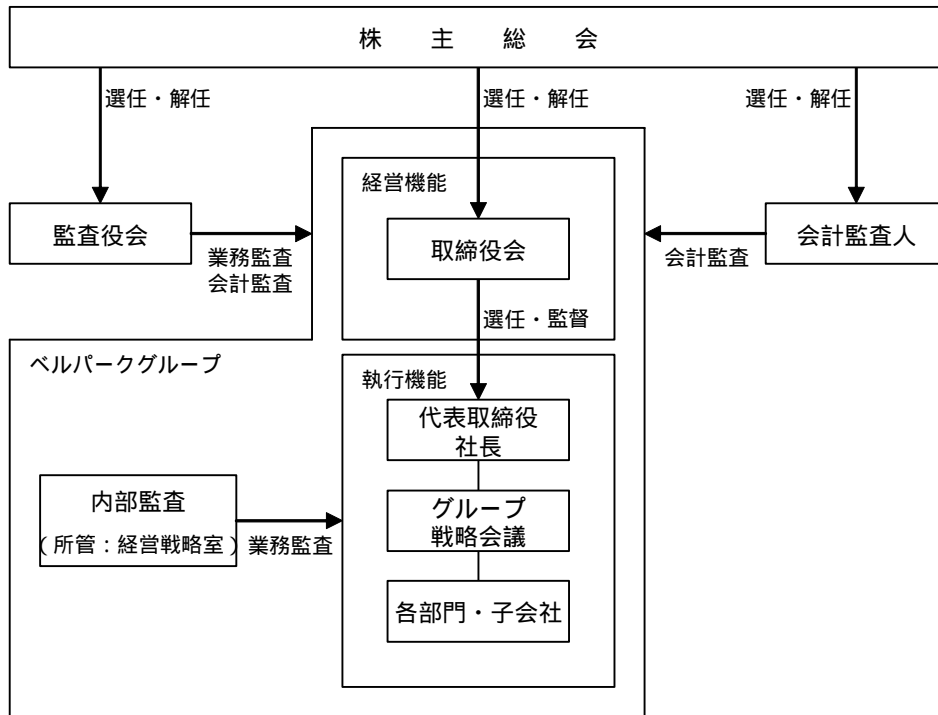 株 主 総 会
選任・解任
選任・解任
選任・解任
経営機能
監査役会
取締役会
会計監査人
業務監査
会計監査
会計監査
選任・監督
ベルパークグループ
執行機能
代表取締役
社長
内部監査
（所管：経営戦略室）
業務監査
グループ
戦略会議
各部門・子会社